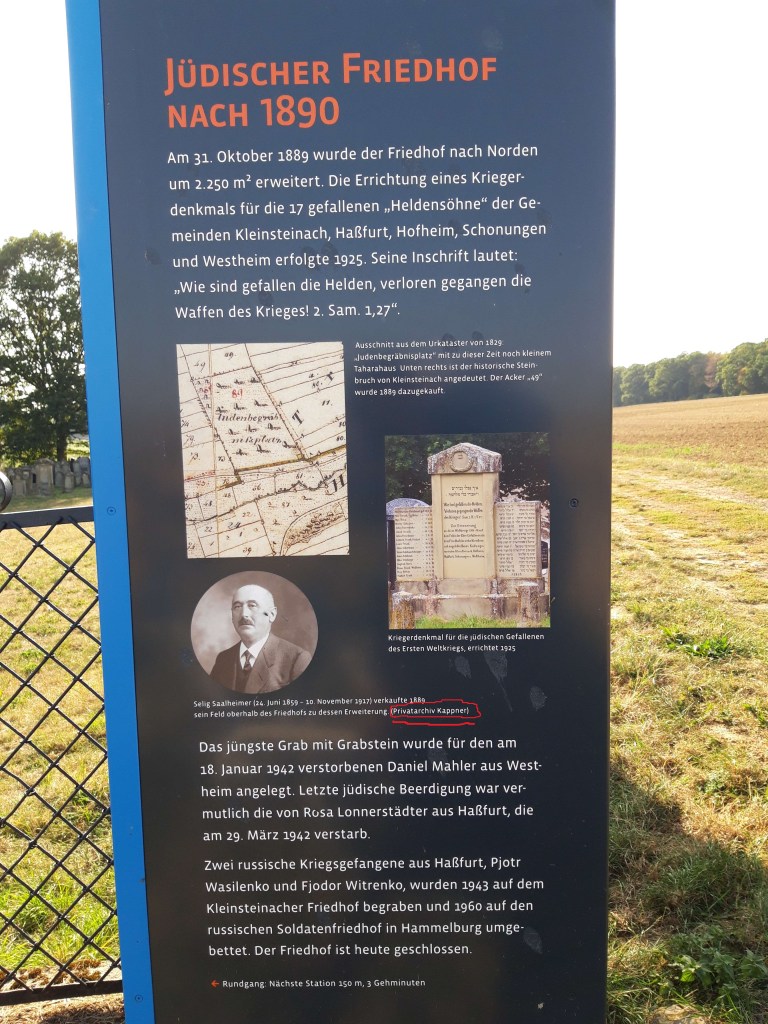 JÜDISCHER FRIEDHOF
NACH 1890
Am 31. Oktober 1889 wurde der Friedhof nach Norden
um 2.250 m² erweitert. Die Errichtung eines Krieger-
denkmals für die 17 gefallenen „Heldensöhne“ der Ge-
meinden Kleinsteinach, Haßfurt, Hofheim, Schonungen
und Westheim erfolgte 1925. Seine Inschrift lautet:
„Wie sind gefallen die Helden, verloren gegangen die
Waffen des Krieges! 2. Sam. 1,27“.
Ausschnitt aus dem Urkataster von 1829:
„Judenbegräbnisplatz“ mit zu dieser Zeit noch kleinem
Taharahaus. Unten rechts ist der historische Stein-
bruch von Kleinsteinach angedeutet. Der Acker „49“
wurde 1889 dazugekauft.
Judenbegräb
nißplatz
Kriegerdenkmal für die jüdischen Gefallenen
des Ersten Weltkriegs, errichtet 1925
Selig Saalheimer (24. Juni 1859 – 10. November 1917) verkaufte 1889
sein Feld oberhalb des Friedhofs zu dessen Erweiterung. (Privatarchiv Kappner)
Das jüngste Grab mit Grabstein wurde für den am
18. Januar 1942 verstorbenen Daniel Mahler aus West-
heim angelegt. Letzte jüdische Beerdigung war ver-
mutlich die von Rosa Lonnerstädter aus Haßfurt, die
am 29. März 1942 verstarb.
Zwei russische Kriegsgefangene aus Haßfurt, Pjotr
Wasilenko und Fjodor Witrenko, wurden 1943 auf dem
Kleinsteinacher Friedhof begraben und 1960 auf den
russischen Soldatenfriedhof in Hammelburg umge-
bettet. Der Friedhof ist heute geschlossen.
← Rundgang: Nächste Station 150 m, 3 Gehminuten